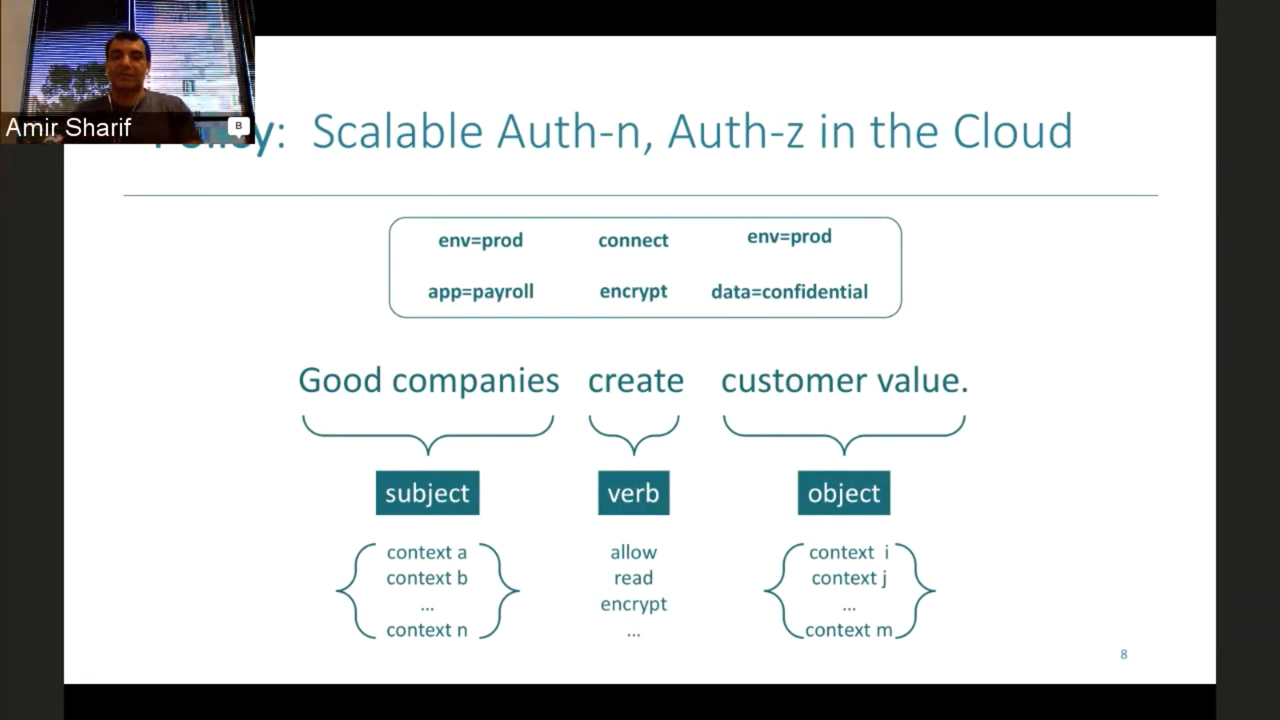 Amir Sharif
B
: Scalable Auth-n, Auth-z in the Cloud
env=prod connect env=prod
app=payroll encrypt data=confidential
Good companies create customer value.
subject verb object
context a allow context i
context b read context j
... encrypt ...
context n ... context m
8